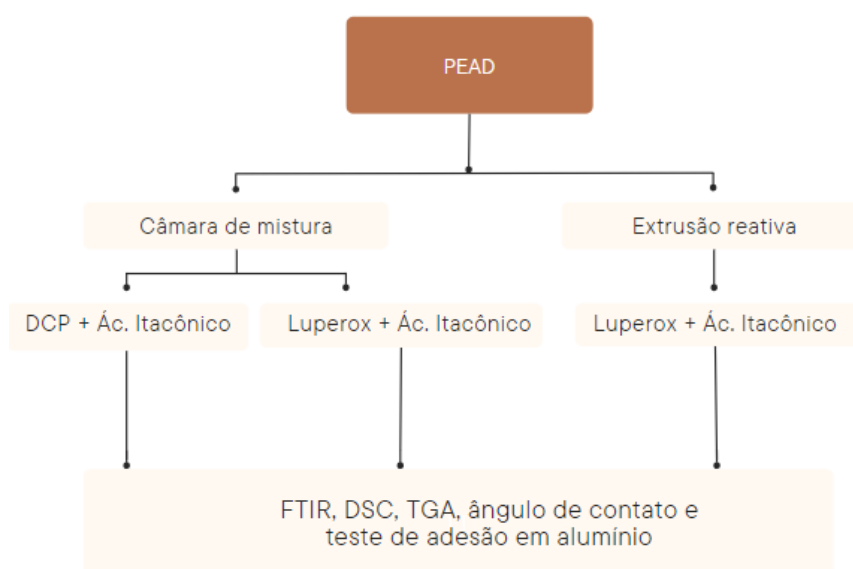 PEAD
Câmara de mistura
Extrusão reativa
DCP + Ác. Itacônico
Luperox + Ác. Itacônico
Luperox + Ác. Itacônico
FTIR, DSC, TGA, ângulo de contato e
teste de adesão em alumínio